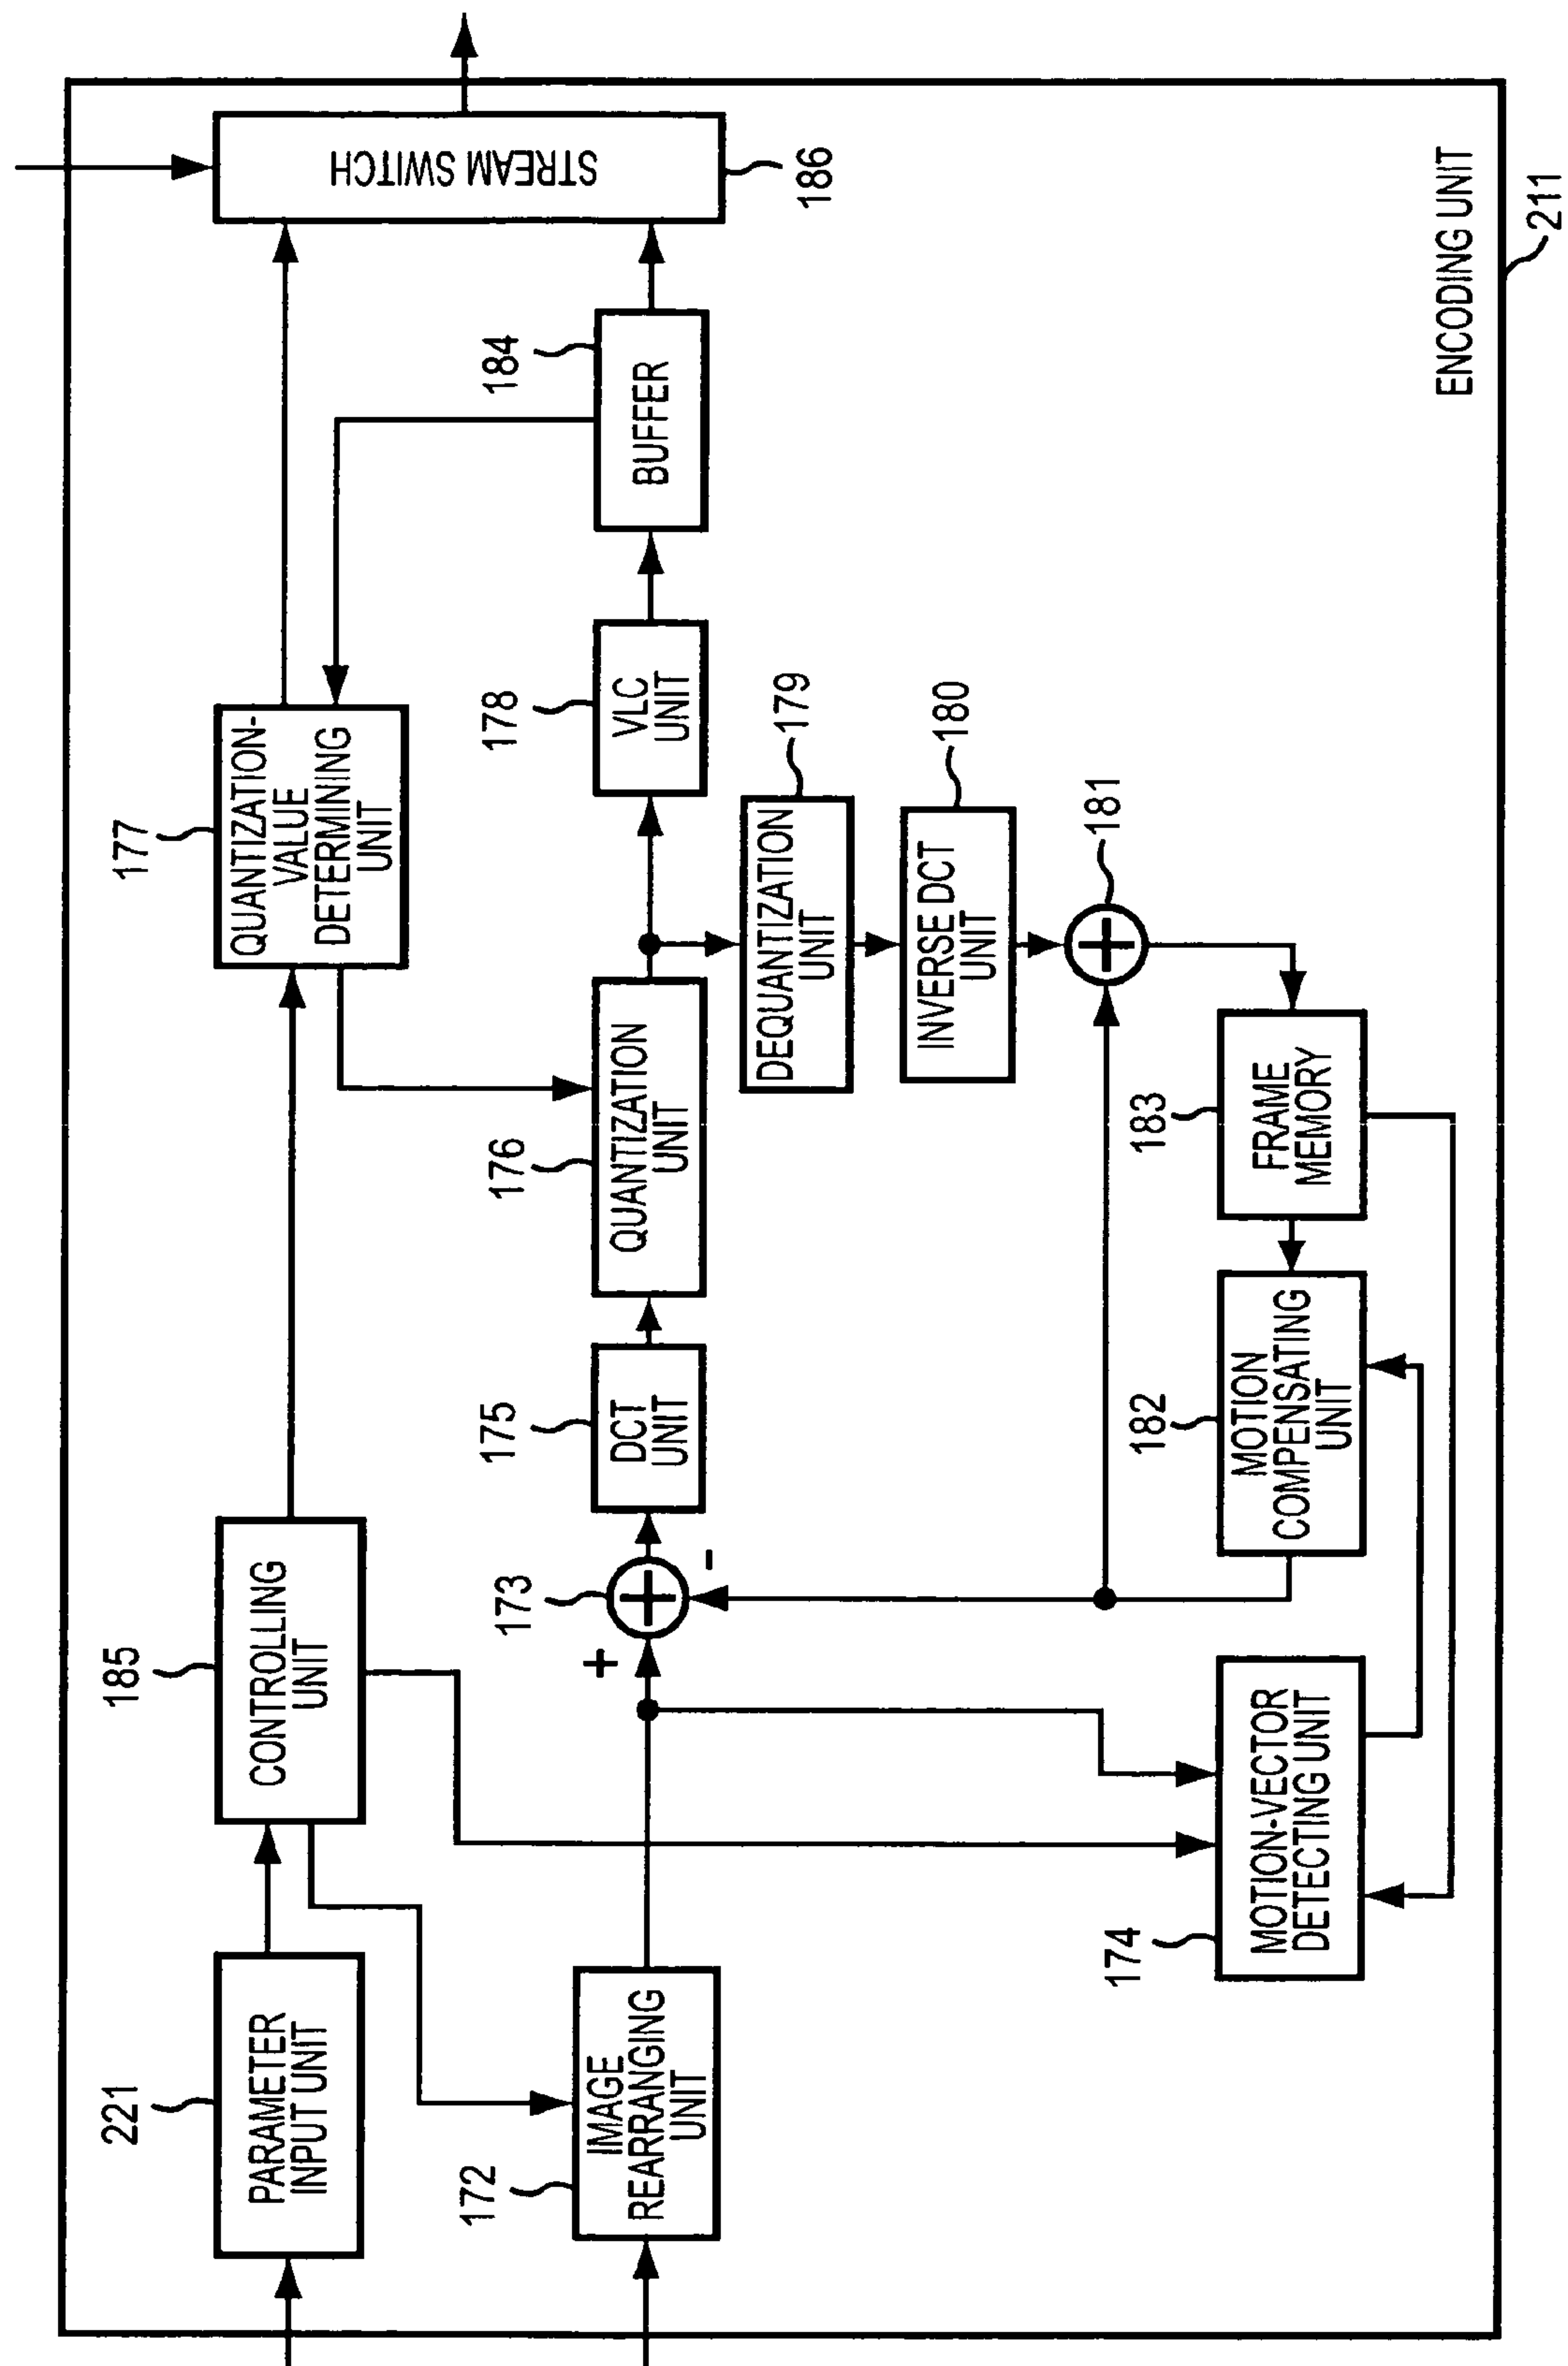 221
PARAMETER
INPUT UNIT
185
CONTROLLING
UNIT
177
QUANTIZATION-
VALUE
DETERMINING
UNIT
STREAM SWITCH
186
172
IMAGE
REARRANGING
UNIT
+
-
173
175
DCT
UNIT
176
QUANTIZATION
UNIT
178
VLC
UNIT
184
BUFFER
DEQUANTIZATION
UNIT
179
INVERSE DCT
UNIT
180
181
174
MOTION-VECTOR
DETECTING UNIT
182
MOTION
COMPENSATING
UNIT
183
FRAME
MEMORY
ENCODING UNIT
211